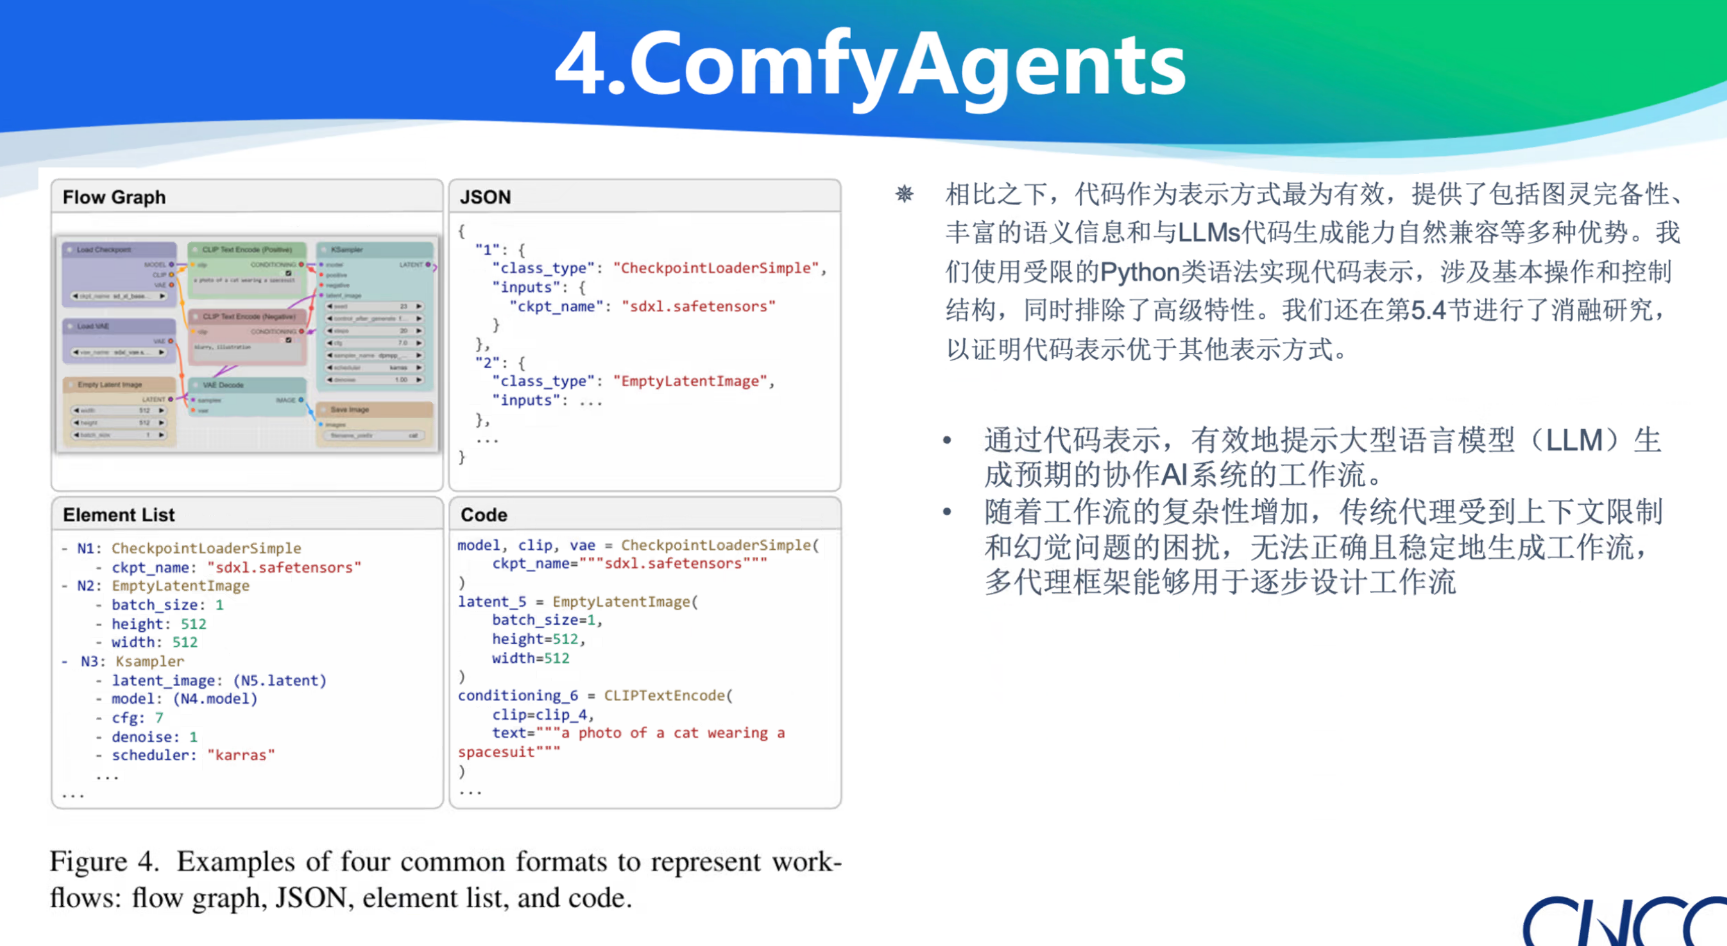 4.ComfyAgents
Flow Graph
Load Checkpoint
MODEL
CLIP
VAE
Load VAE
VAE
Empty Latent Image
LATENT
width 512
height 512
batch_size 1
CLIP Text Encode (Positive)
clip CONDITIONING
a photo of a cat wearing a spacesuit
CLIP Text Encode (Negative)
clip CONDITIONING
blurry, illustration
VAE Decode
samples IMAGE
vae
KSampler
model LATENT
positive
negative
latent_image
seed 23
steps 20
cfg 7.0
scheduler karras
denoise 1.00
Save Image
images
filename_prefix cat
JSON
{
"1": {
"class_type": "CheckpointLoaderSimple",
"inputs": {
"ckpt_name": "sdxl.safetensors"
}
},
"2": {
"class_type": "EmptyLatentImage",
"inputs": ...
},
...
}
Element List
- N1: CheckpointLoaderSimple
- ckpt_name: "sdxl.safetensors"
- N2: EmptyLatentImage
- batch_size: 1
- height: 512
- width: 512
- N3: Ksampler
- latent_image: (N5.latent)
- model: (N4.model)
- cfg: 7
- denoise: 1
- scheduler: "karras"
...
...
Code
model, clip, vae = CheckpointLoaderSimple(
ckpt_name="""sdxl.safetensors"""
)
latent_5 = EmptyLatentImage(
batch_size=1,
height=512,
width=512
)
conditioning_6 = CLIPTextEncode(
clip=clip_4,
text="""a photo of a cat wearing a
spacesuit"""
)
...
Figure 4. Examples of four common formats to represent work-
flows: flow graph, JSON, element list, and code.
相比之下，代码作为表示方式最为有效，提供了包括图灵完备性、
丰富的语义信息和与LLMs代码生成能力自然兼容等多种优势。我
们使用受限的Python类语法实现代码表示，涉及基本操作和控制
结构，同时排除了高级特性。我们还在第5.4节进行了消融研究，
以证明代码表示优于其他表示方式。
• 通过代码表示，有效地提示大型语言模型（LLM）生
成预期的协作AI系统的工作流。
• 随着工作流的复杂性增加，传统代理受到上下文限制
和幻觉问题的困扰，无法正确且稳定地生成工作流，
多代理框架能够用于逐步设计工作流